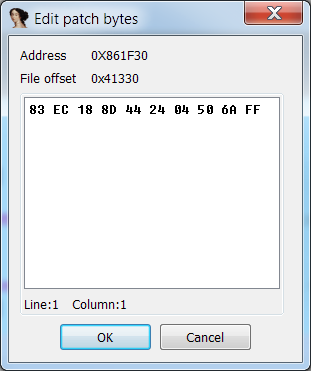 Edit patch bytes
Address 0X861F30
File offset 0x41330
83 EC 18 8D 44 24 04 50 6A FF
Line:1 Column:1
OK Cancel